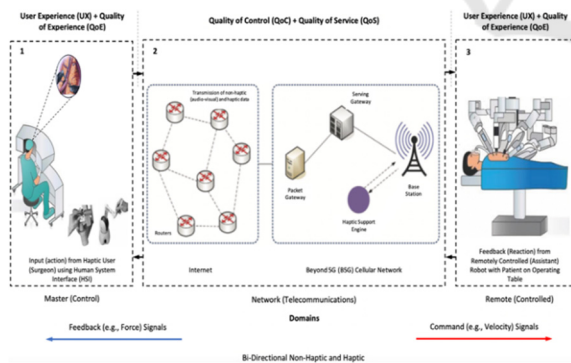 User Experience (UX) + Quality
of Experience (QoE)
Quality of Control (QoC) + Quality of Service (QoS)
User Experience (UX) + Quality
of Experience (QoE)
1
2
3
Transmission of non-haptic
(audio-visual) and haptic data
Routers
Internet
Serving
Gateway
Packet
Gateway
Base
Station
Haptic Support
Engine
Beyond 5G (B5G) Cellular Network
Input (action) from Haptic User
(Surgeon) using Human System
Interface (HSI)
Feedback (Reaction) from
Remotely Controlled (Assistant)
Robot with Patient on Operating
Table
Master (Control)
Network (Telecommunications)
Remote (Controlled)
Domains
Feedback (e.g., Force) Signals
Command (e.g., Velocity) Signals
Bi-Directional Non-Haptic and Haptic